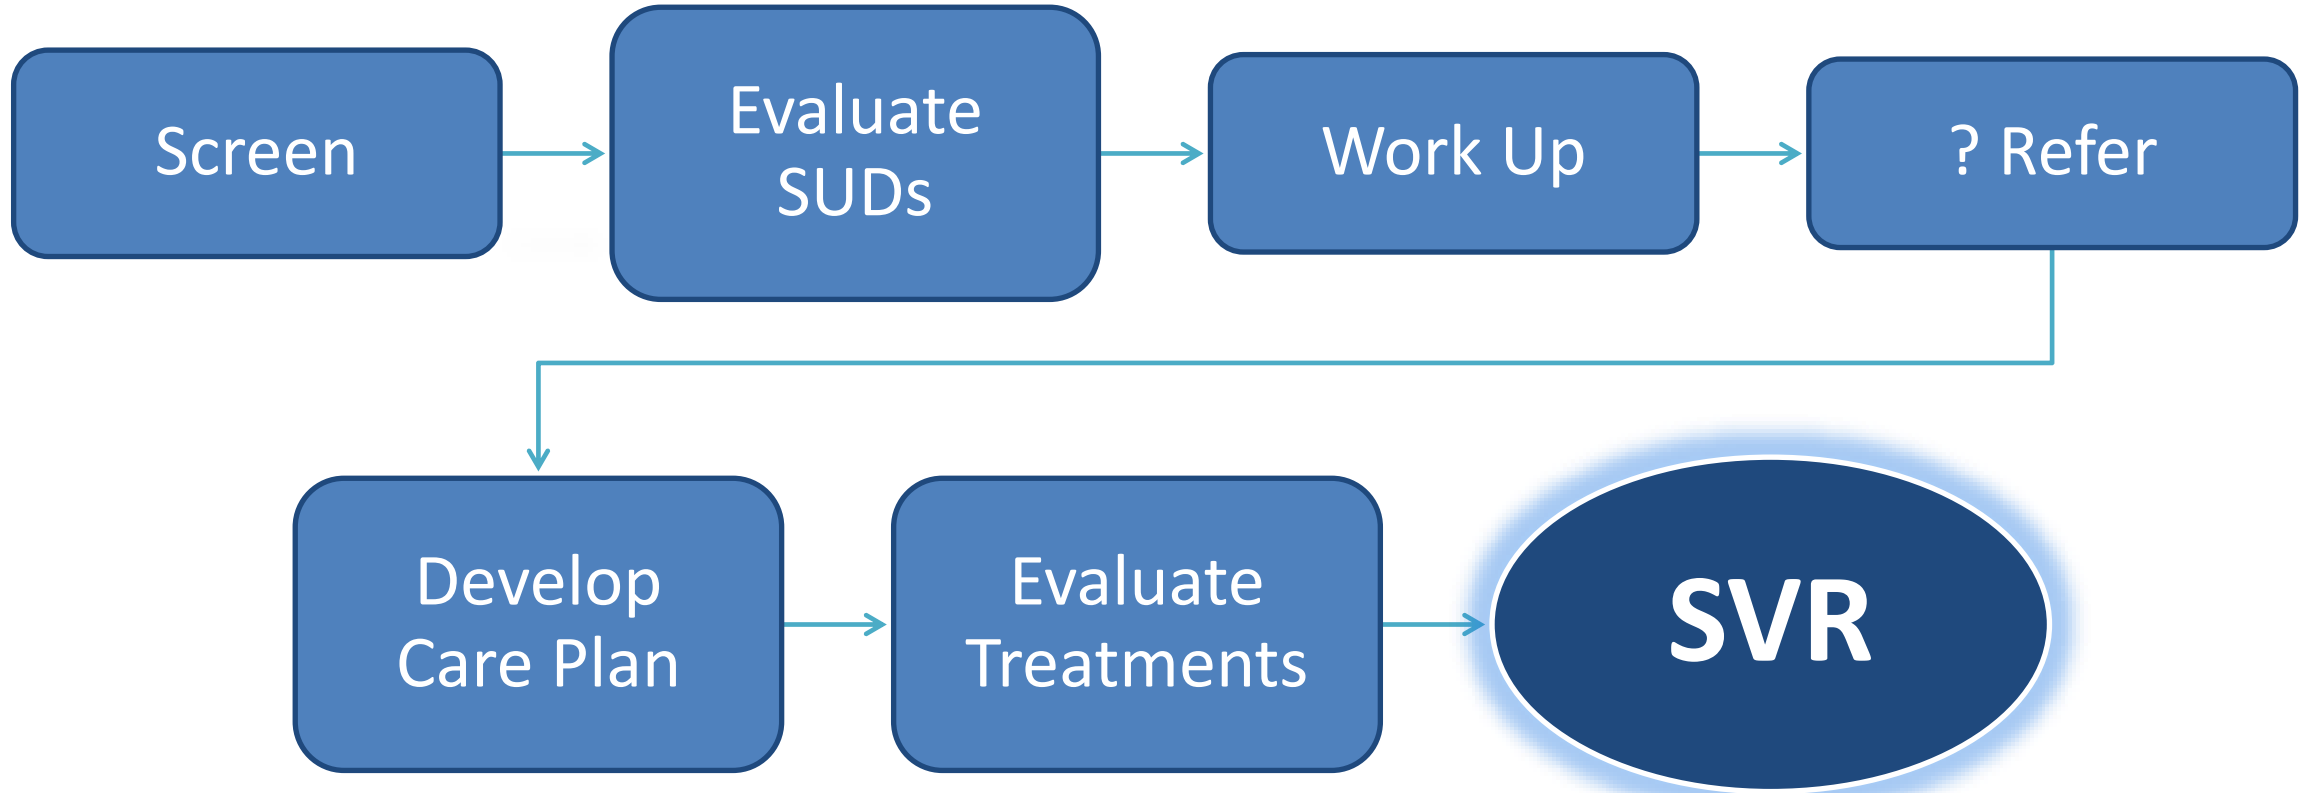 Screen
Evaluate
SUDs
Work Up
? Refer
Develop
Care Plan
Evaluate
Treatments
SVR